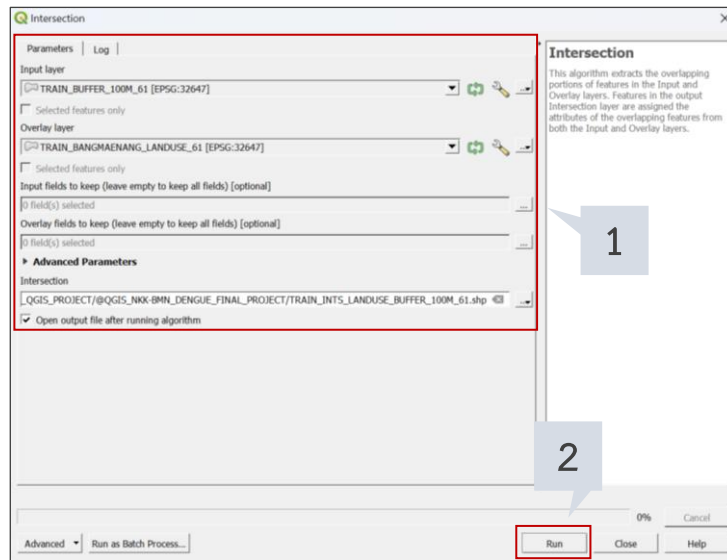 Intersection
Parameters
Log
Input layer
TRAIN_BUFFER_100M_61 [EPSG:32647]
Selected features only
Overlay layer
TRAIN_BANGMAENANG_LANDUSE_61 [EPSG:32647]
Selected features only
Input fields to keep (leave empty to keep all fields) [optional]
0 field(s) selected
...
Overlay fields to keep (leave empty to keep all fields) [optional]
0 field(s) selected
...
Advanced Parameters
Intersection
_QGIS_PROJECT/@QGIS_NKK-BMN_DENGUE_FINAL_PROJECT/TRAIN_INTS_LANDUSE_BUFFER_100M_61.shp
Open output file after running algorithm
Intersection
This algorithm extracts the overlapping
portions of features in the Input and
Overlay layers. Features in the output
Intersection layer are assigned the
attributes of the overlapping features from
both the Input and Overlay layers.
1
2
0%
Cancel
Advanced
Run as Batch Process...
Run
Close
Help